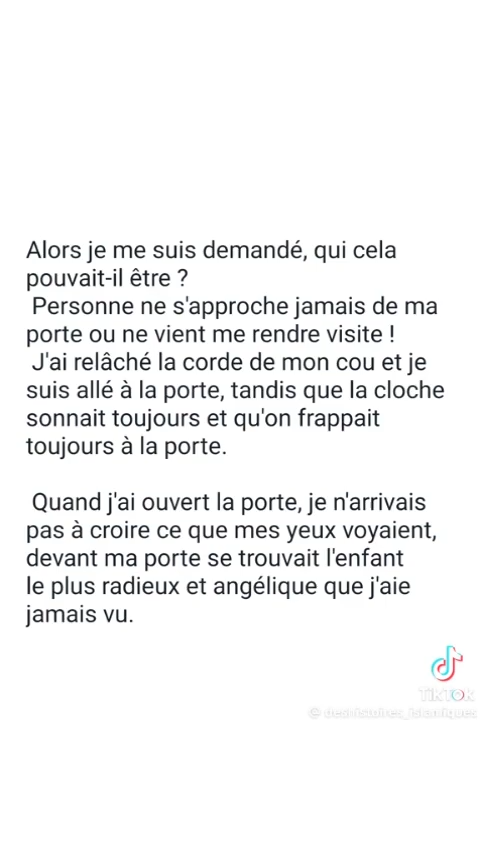 Alors je me suis demandé, qui cela
pouvait-il être ?
Personne ne s'approche jamais de ma
porte ou ne vient me rendre visite !
J'ai relâché la corde de mon cou et je
suis allé à la porte, tandis que la cloche
sonnait toujours et qu'on frappait
toujours à la porte.
Quand j'ai ouvert la porte, je n'arrivais
pas à croire ce que mes yeux voyaient,
devant ma porte se trouvait l'enfant
le plus radieux et angélique que j'aie
jamais vu.
TikTok